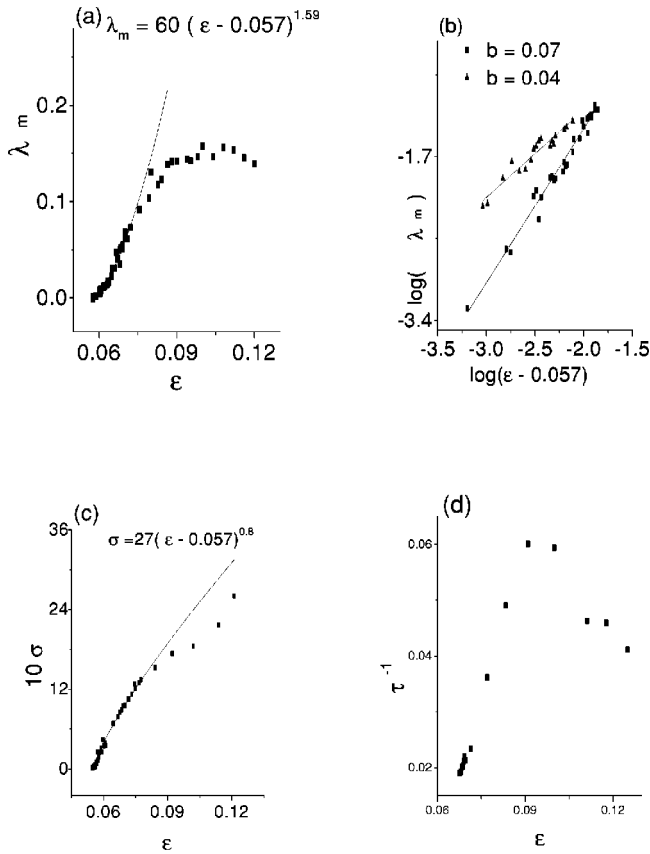 (a)
λ m = 60 ( ε - 0.057)^1.59
0.2
0.1
0.0
λ m
0.06 0.09 0.12
ε
(b)
b = 0.07
b = 0.04
-1.7
-3.4
log( λ m )
-3.5 -3.0 -2.5 -2.0 -1.5
log(ε - 0.057)
(c)
σ =27( ε - 0.057)^0.8
36
24
12
0
10 σ
0.06 0.09 0.12
ε
(d)
0.06
0.04
0.02
τ^-1
0.06 0.08 0.10 0.12
ε